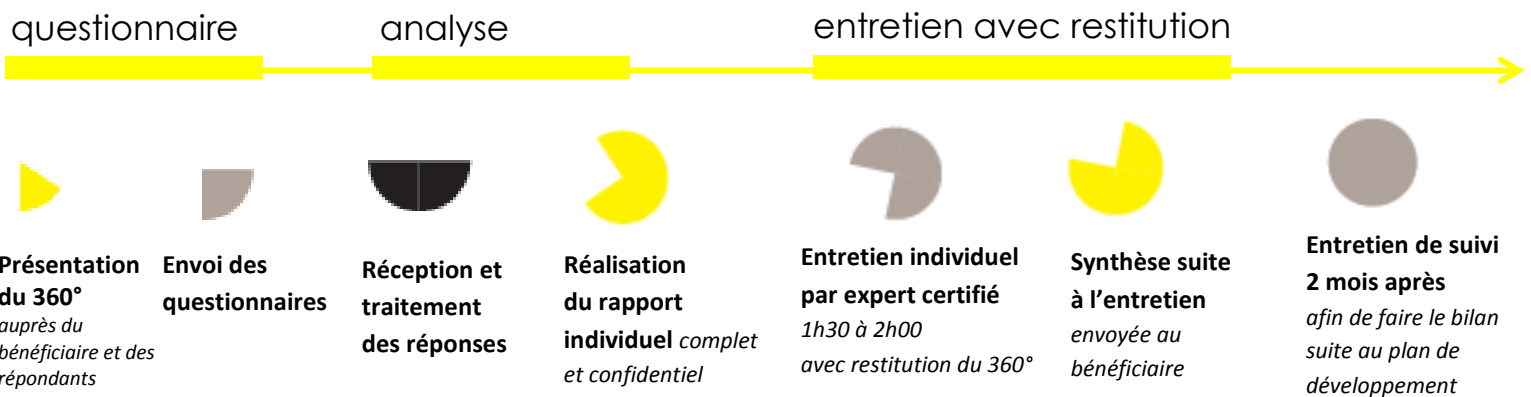 questionnaire
analyse
entretien avec restitution
Présentation
du 360°
auprès du
bénéficiaire et des
répondants
Envoi des
questionnaires
Réception et
traitement
des réponses
Réalisation
du rapport
individuel complet
et confidentiel
Entretien individuel
par expert certifié
1h30 à 2h00
avec restitution du 360°
Synthèse suite
à l’entretien
envoyée au
bénéficiaire
Entretien de suivi
2 mois après
afin de faire le bilan
suite au plan de
développement